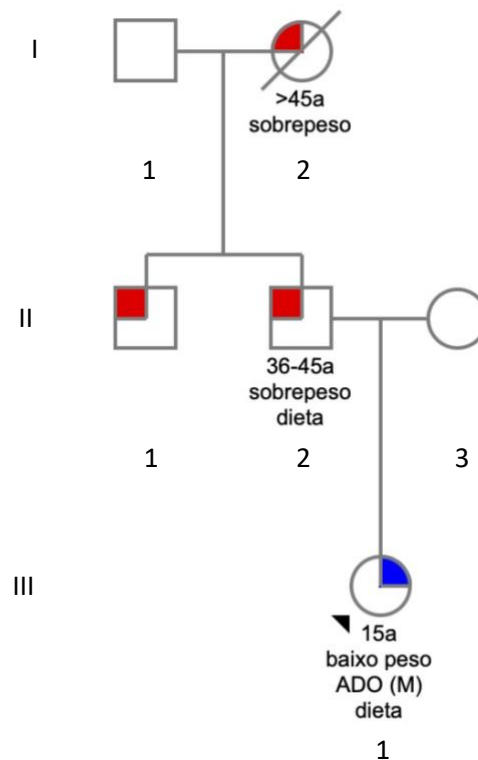 I
>45a
sobrepeso
1 2
II
36-45a
sobrepeso
dieta
1 2 3
III
15a
baixo peso
ADO (M)
dieta
1